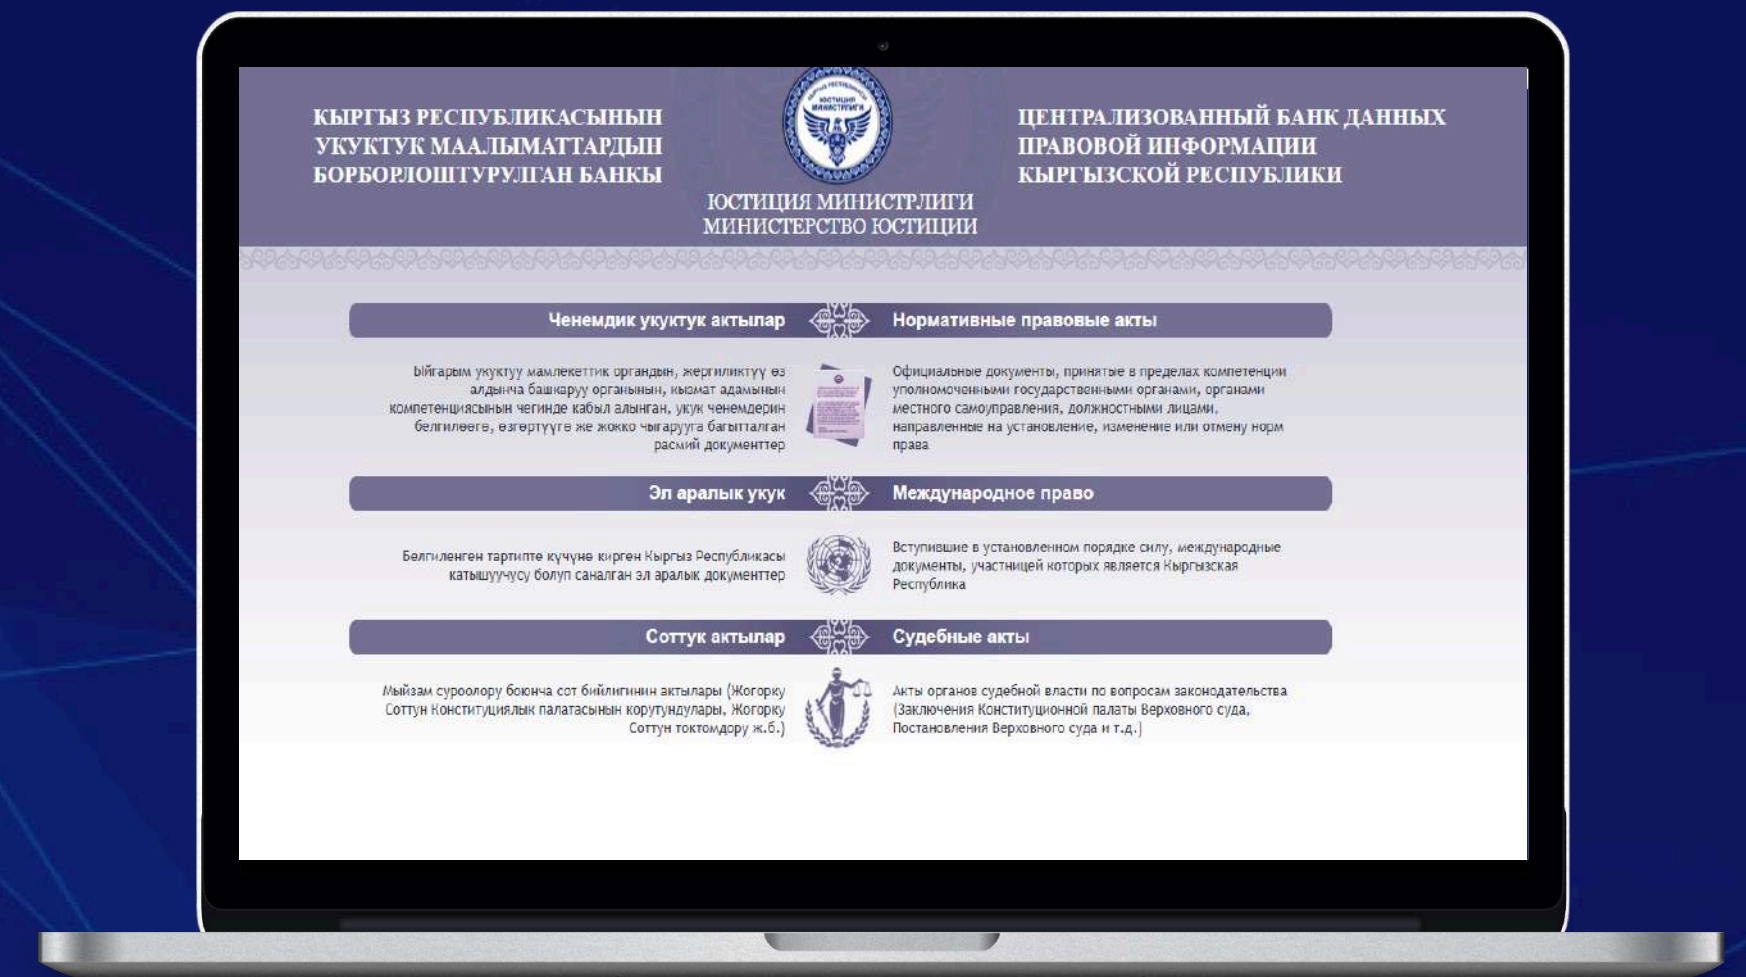 КЫРГЫЗ РЕСПУБЛИКАСЫНЫН
УКУКТУК МААЛЫМАТТАРДЫН
БОРБОРЛОШТУРУЛГАН БАНКЫ
ЮСТИЦИЯ
МИНИСТРЛИГИ
ЮСТИЦИЯ МИНИСТРЛИГИ
МИНИСТЕРСТВО ЮСТИЦИИ
ЦЕНТРАЛИЗОВАННЫЙ БАНК ДАННЫХ
ПРАВОВОЙ ИНФОРМАЦИИ
КЫРГЫЗСКОЙ РЕСПУБЛИКИ
Ченемдик укуктук актылар
Нормативные правовые акты
Ыйгарым укуктуу мамлекеттик органдын, жергиликтүү өз
алдынча башкаруу органынын, кызмат адамынын
компетенциясынын чегинде кабыл алынган, укук ченемдерин
белгилөөгө, өзгөртүүгө же жокко чыгарууга багытталган
расмий документтер
Официальные документы, принятые в пределах компетенции
уполномоченными государственными органами, органами
местного самоуправления, должностными лицами,
направленные на установление, изменение или отмену норм
права
Эл аралык укук
Международное право
Белгиленген тартипте күчүнө кирген Кыргыз Республикасы
катышуучусу болуп саналган эл аралык документтер
Вступившие в установленном порядке силу, международные
документы, участницей которых является Кыргызская
Республика
Соттук актылар
Судебные акты
Мыйзам суроолору боюнча сот бийлигинин актылары (Жогорку
Соттун Конституциялык палатасынын корутундулары, Жогорку
Соттун токтомдору ж.б.)
Акты органов судебной власти по вопросам законодательства
(Заключения Конституционной палаты Верховного суда,
Постановления Верховного суда и т.д.)